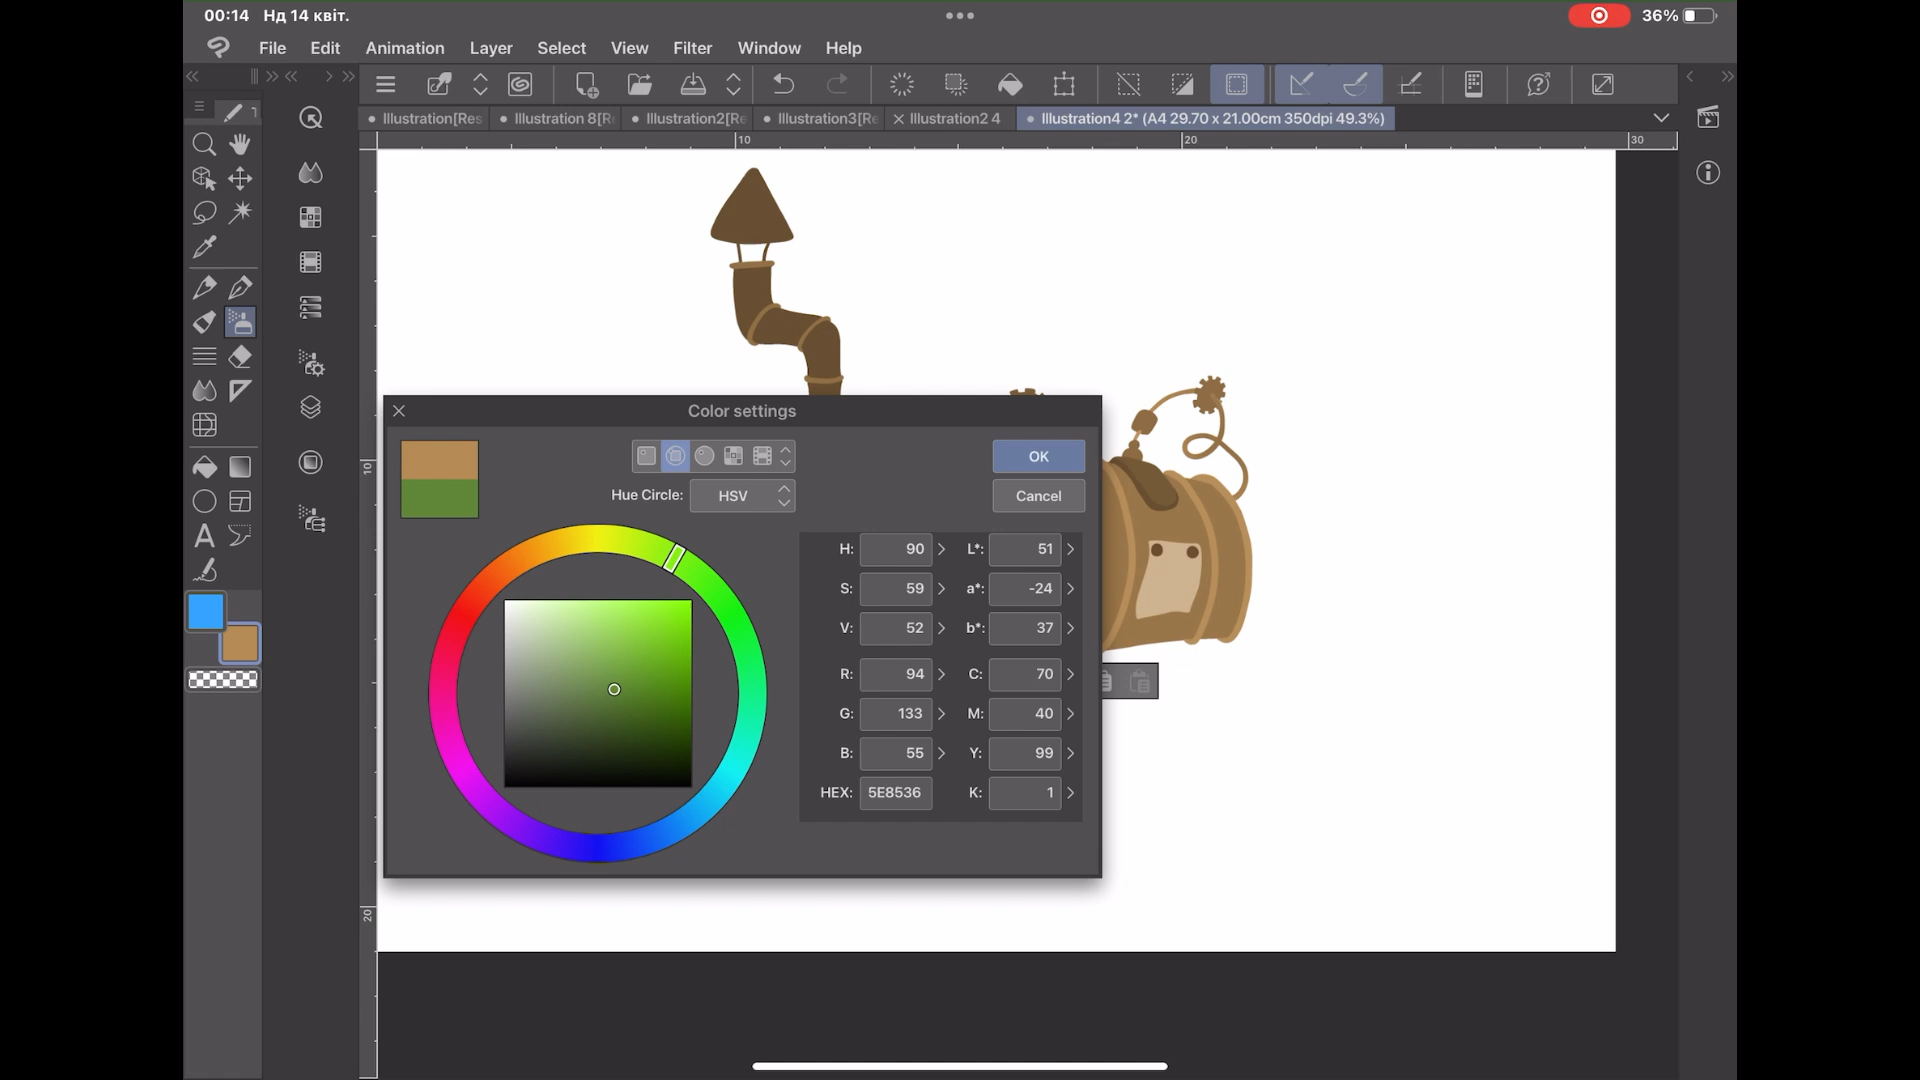 00:14 Нд 14 квіт.
36%
File Edit Animation Layer Select View Filter Window Help
Illustration[Res Illustration 8[R Illustration2[Re Illustration3[Re Illustration2 4 Illustration4 2* (A4 29.70 x 21.00cm 350dpi 49.3%)
10 20 30
10
20
Color settings
OK
Hue Circle: HSV
Cancel
H: 90 L*: 51
S: 59 a*: -24
V: 52 b*: 37
R: 94 C: 70
G: 133 M: 40
B: 55 Y: 99
HEX: 5E8536 K: 1